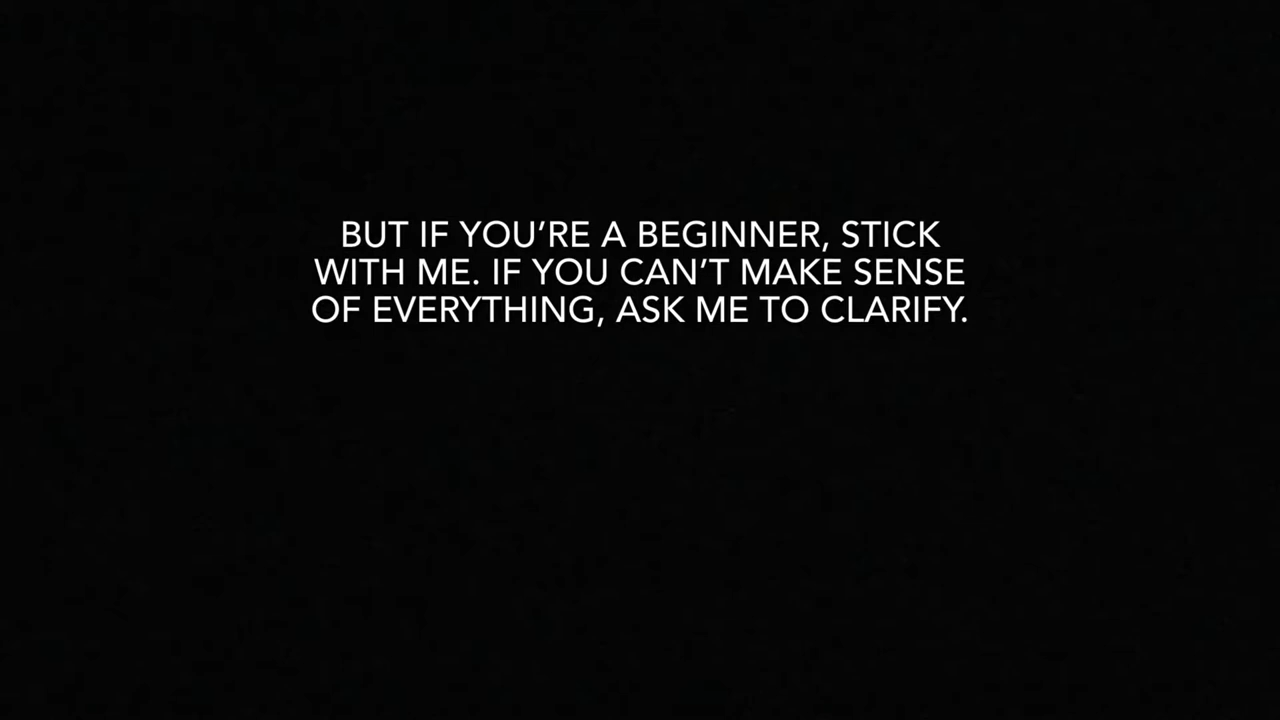 BUT IF YOU’RE A BEGINNER, STICK
WITH ME. IF YOU CAN’T MAKE SENSE
OF EVERYTHING, ASK ME TO CLARIFY.